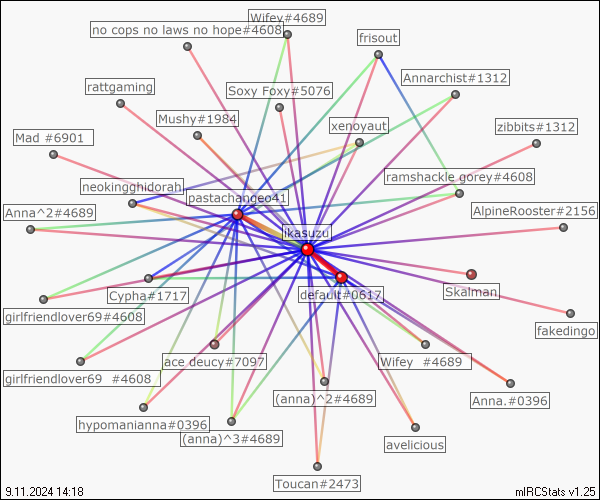 Wifey#4689
no cops no laws no hope#4608
frisout
Annarchist#1312
rattgaming
Soxy Foxy#5076
Mushy#1984
xenoyaut
zibbits#1312
Mad #6901
ramshackle gorey#4608
neokingghidorah
pastachangeo41
Anna^2#4689
AlpineRooster#2156
ikasuzu
Skalman
default#0617
Cypha#1717
girlfriendlover69#4608
fakedingo
ace deucy#7097
Wifey #4689
girlfriendlover69 #4608
(anna)^2#4689
Anna.#0396
hypomanianna#0396
(anna)^3#4689
avelicious
Toucan#2473
9.11.2024 14:18
mIRCStats v1.25